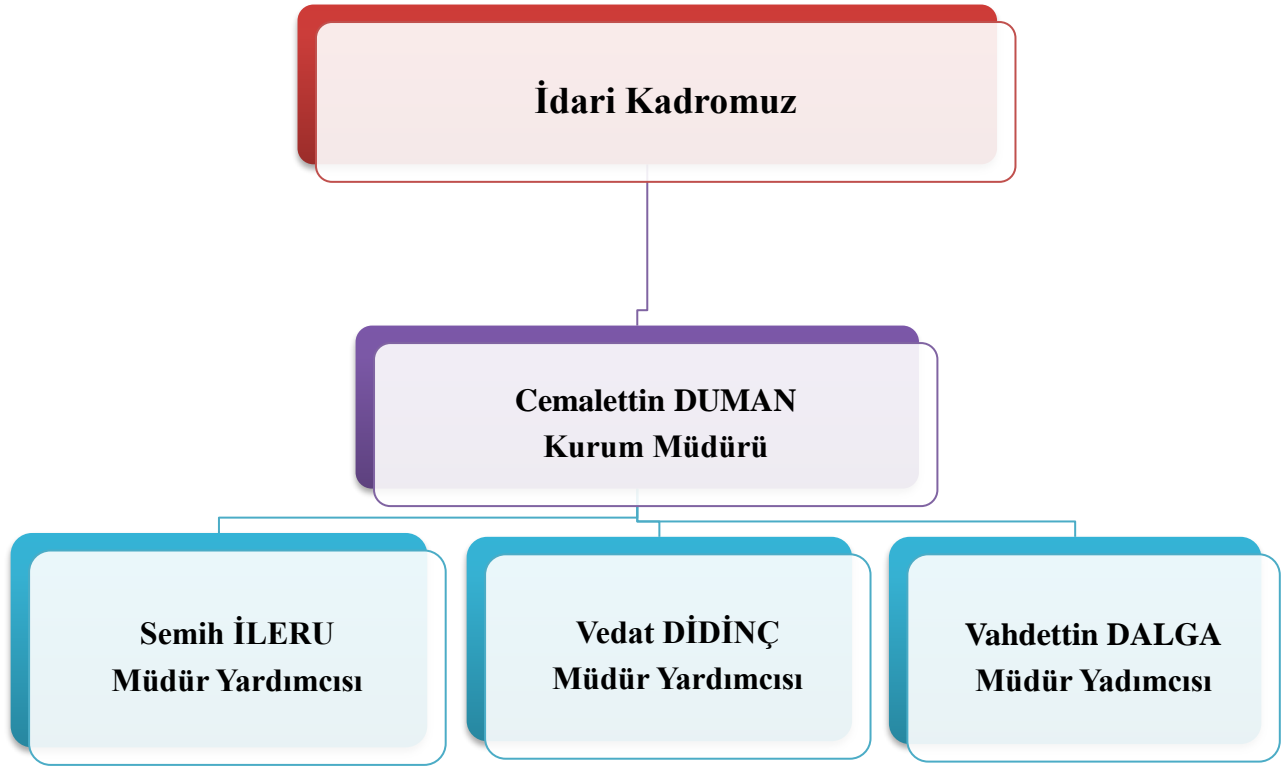 İdari Kadromuz
Cemalettin DUMAN
Kurum Müdürü
Semih İLERU
Müdür Yardımcısı
Vedat DİDİNÇ
Müdür Yardımcısı
Vahdettin DALGA
Müdür Yadımcısı